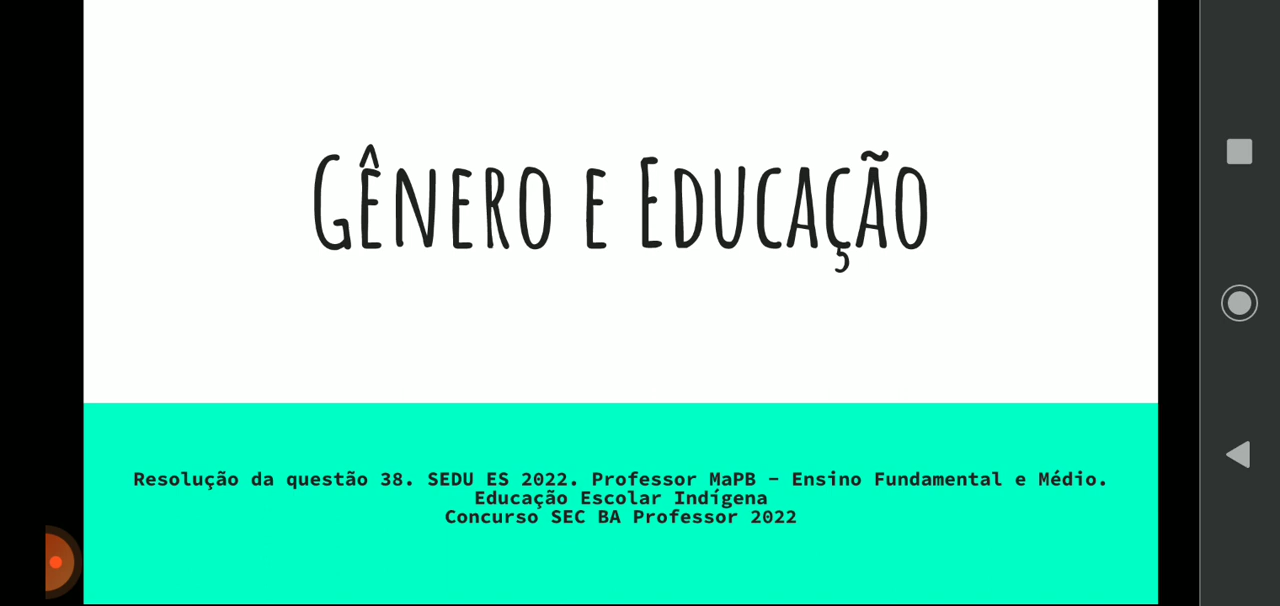 Gênero e Educação
Resolução da questão 38. SEDU ES 2022. Professor MaPB - Ensino Fundamental e Médio.
Educação Escolar Indígena
Concurso SEC BA Professor 2022